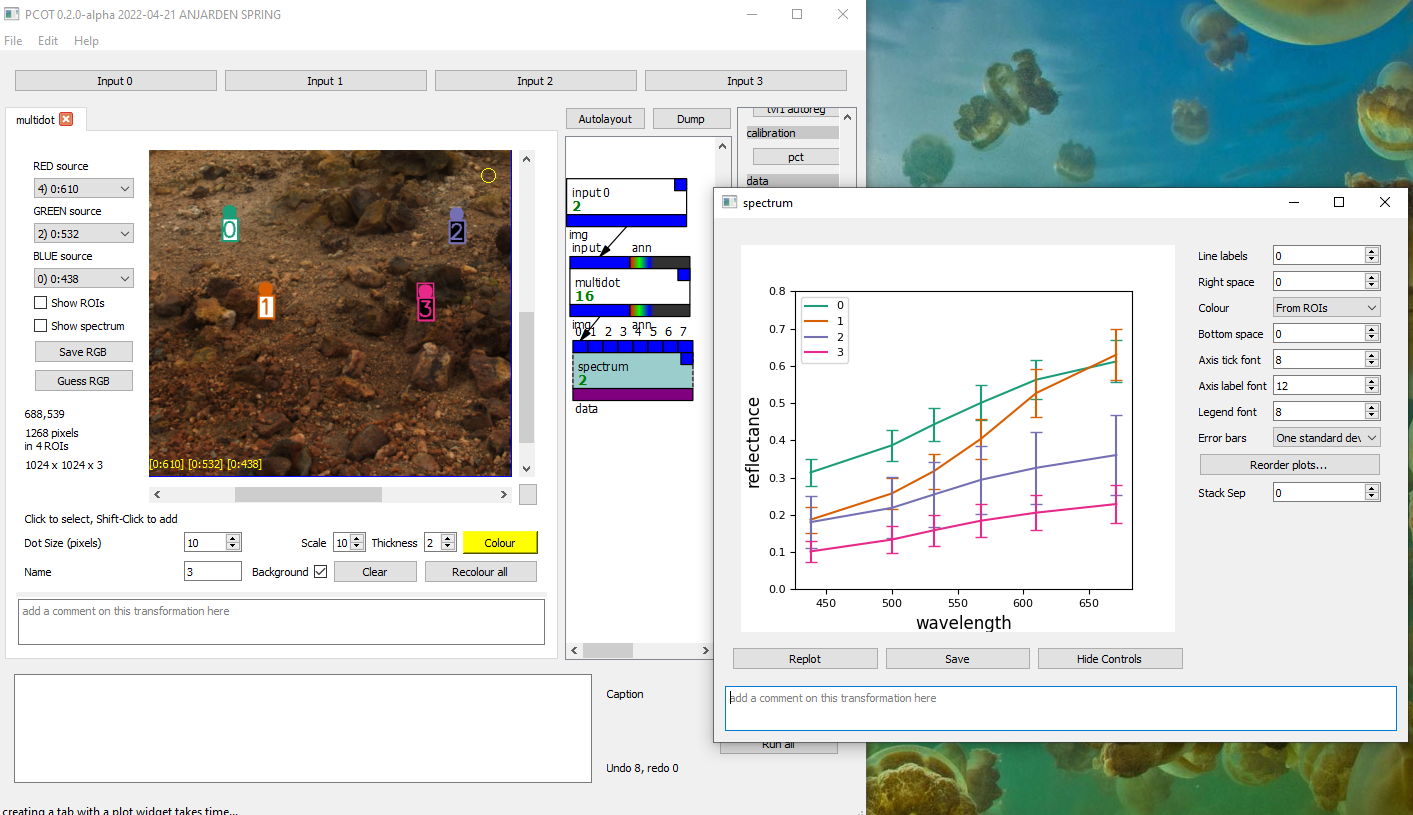 PCOT 0.2.0-alpha 2022-04-21 ANJARDEN SPRING
File Edit Help
Input 0 Input 1 Input 2 Input 3
multidot
RED source
4) 0:610
GREEN source
2) 0:532
BLUE source
0) 0:438
Show ROIs
Show spectrum
Save RGB
Guess RGB
688,539
1268 pixels
in 4 ROIs
1024 x 1024 x 3
0
2
1
3
[0:610] [0:532] [0:438]
Click to select, Shift-Click to add
Dot Size (pixels) 10 Scale 10 Thickness 2 Colour
Name 3 Background Clear Recolour all
add a comment on this transformation here
Autolayout Dump
input 0
2
img
input ann
multidot
16
img ann
0 1 2 3 4 5 6 7
spectrum
2
data
tvl1 autoreg
calibration
pct
data
spectrum
0.8
0.7
0.6
0.5
0.4
0.3
0.2
0.1
0.0
reflectance
0
1
2
3
450 500 550 600 650
wavelength
Line labels 0
Right space 0
Colour From ROIs
Bottom space 0
Axis tick font 8
Axis label font 12
Legend font 8
Error bars One standard dev
Reorder plots...
Stack Sep 0
Replot Save Hide Controls
add a comment on this transformation here
Run all
Caption
Undo 8, redo 0
creating a tab with a plot widget takes time...